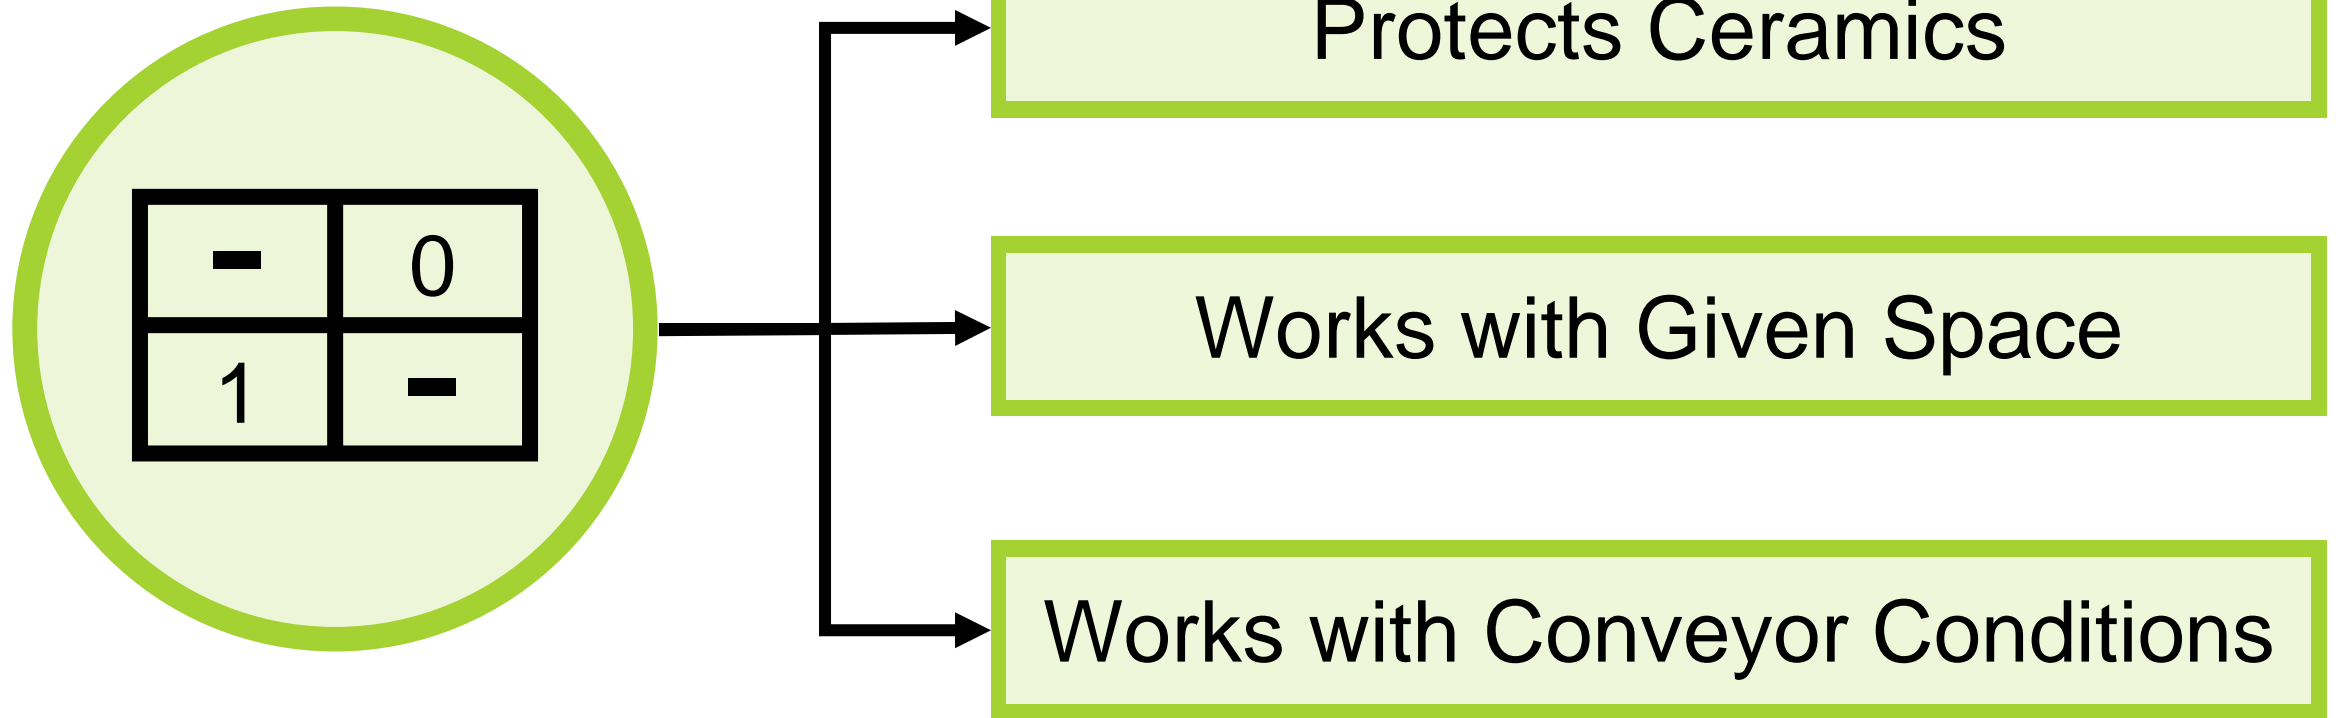 - 0
1 -
Protects Ceramics
Works with Given Space
Works with Conveyor Conditions